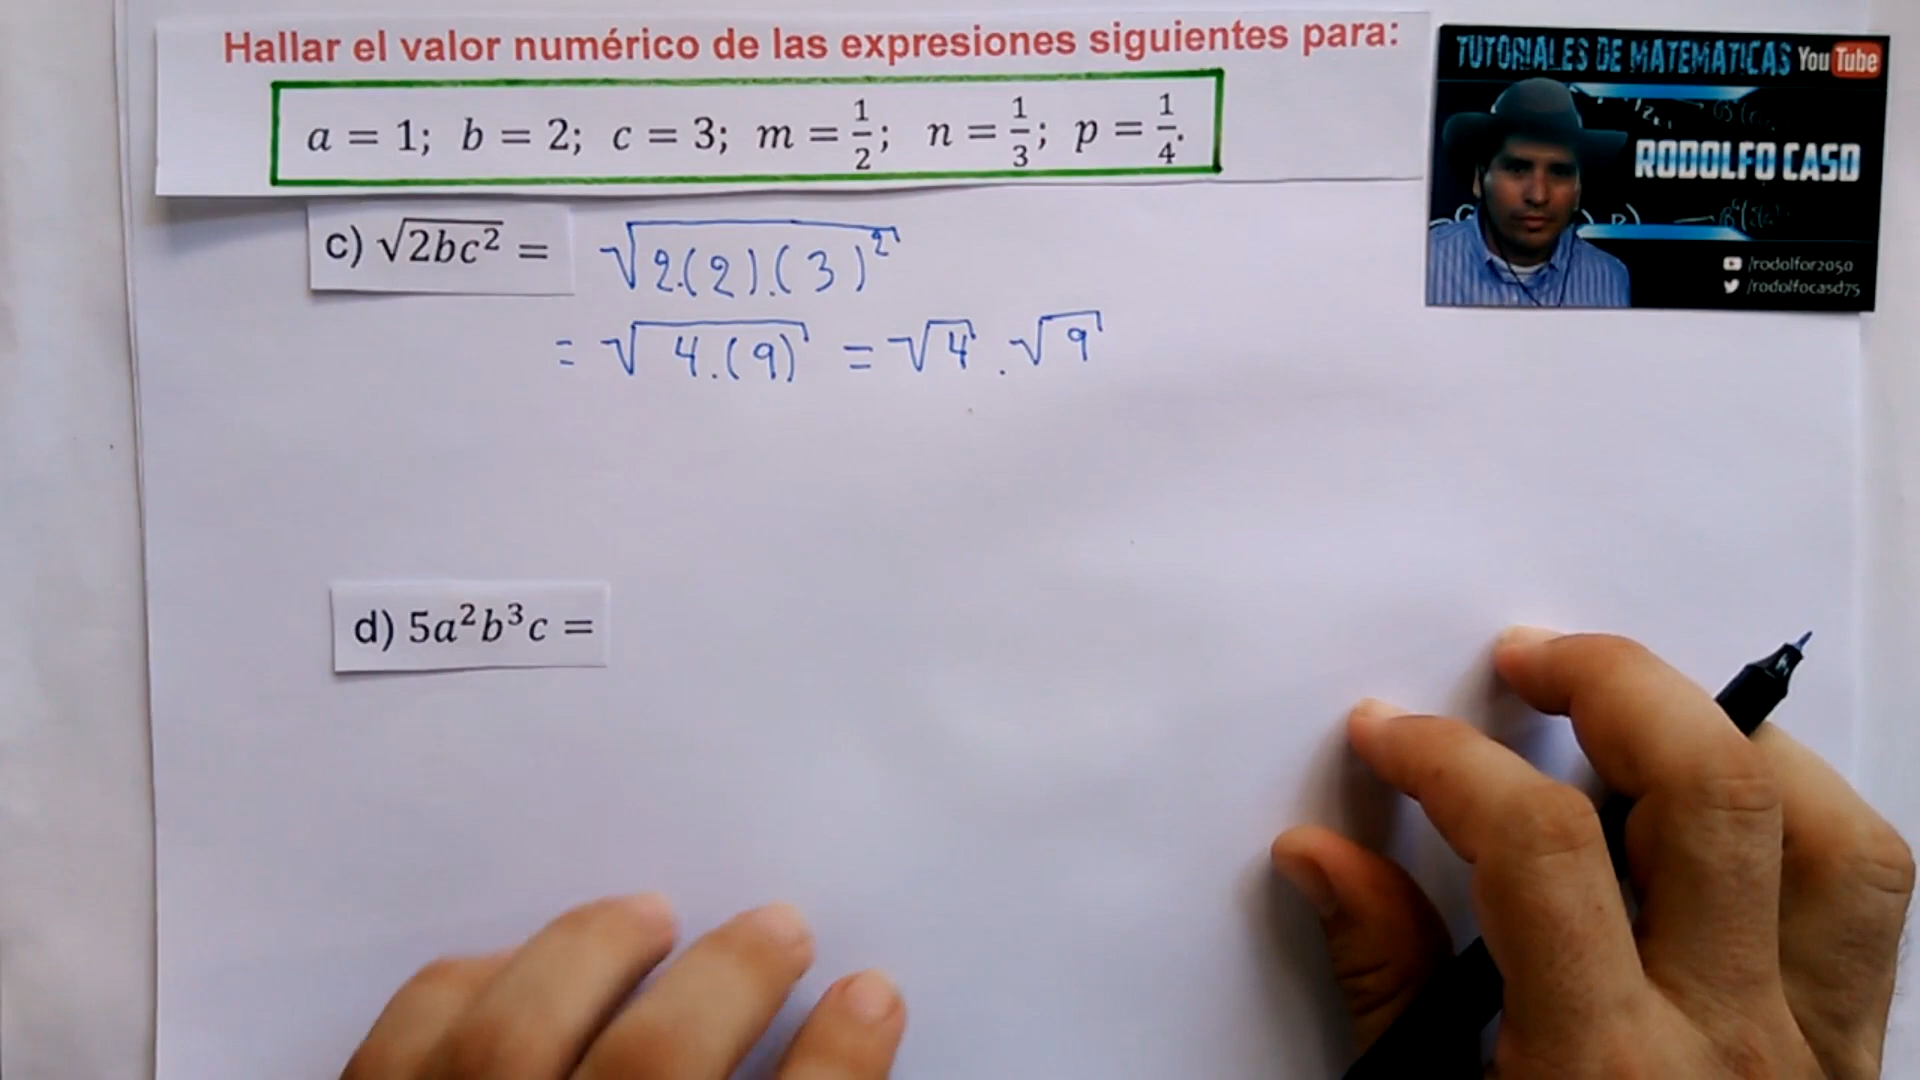 Hallar el valor numérico de las expresiones siguientes para:
a = 1; b = 2; c = 3; m = 1/2; n = 1/3; p = 1/4.
TUTORIALES DE MATEMATICAS YouTube
RODOLFO CASD
/rodolfor2050
/rodolfocasd75
c) √2bc² = √2.(2).(3)²
= √4.(9) = √4 . √9
d) 5a²b³c =